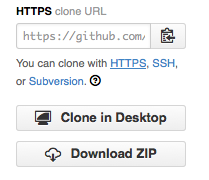 HTTPS clone URL
https://github.com/
You can clone with HTTPS, SSH,
or Subversion.
Clone in Desktop
Download ZIP